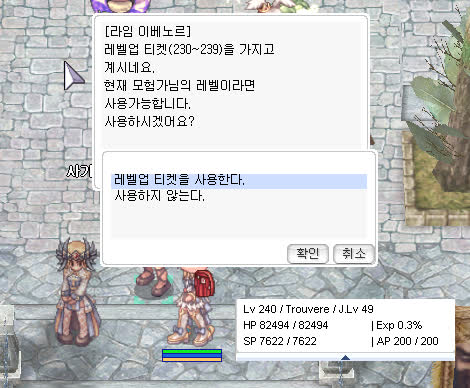 [라임 이베노르]
레벨업 티켓(230~239)을 가지고
계시네요.
현재 모험가님의 레벨이라면
사용가능합니다.
사용하시겠어요?
레벨업 티켓을 사용한다.
사용하지 않는다.
확인
취소
Lv 240 / Trouvere / J.Lv 49
HP 82494 / 82494 | Exp 0.3%
SP 7622 / 7622 | AP 200 / 200